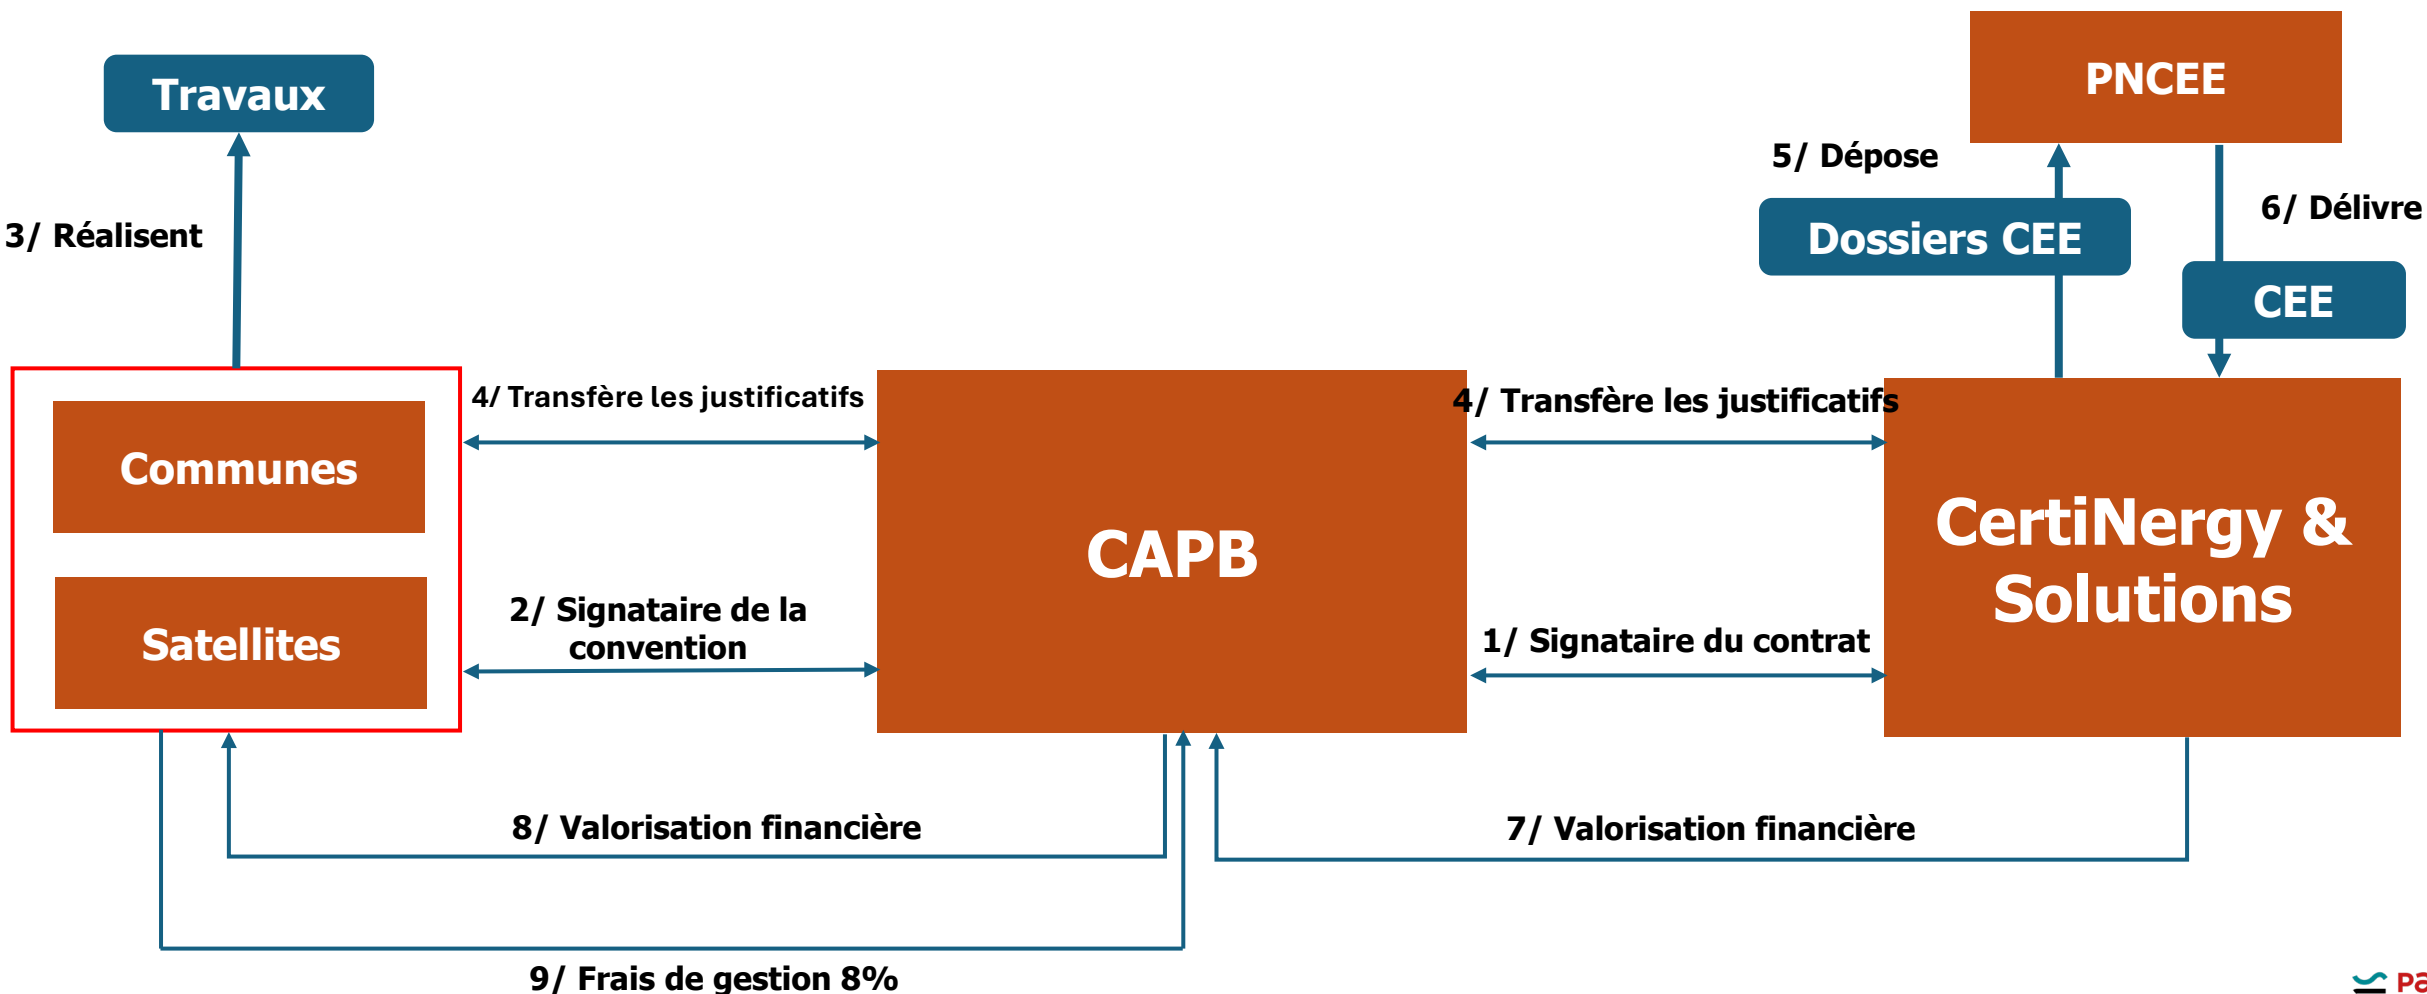 PNCEE
Travaux
5/ Dépose
6/ Délivre
3/ Réalisent
Dossiers CEE
CEE
4/ Transfère les justificatifs
4/ Transfère les justificatifs
Communes
CAPB
CertiNergy &
Solutions
2/ Signataire de la
convention
1/ Signataire du contrat
Satellites
8/ Valorisation financière
7/ Valorisation financière
9/ Frais de gestion 8%